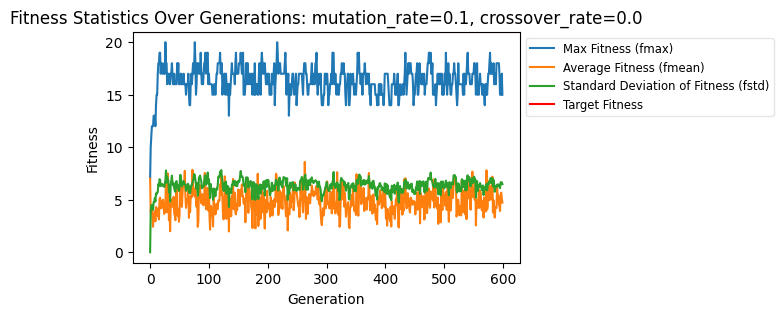 Fitness Statistics Over Generations: mutation_rate=0.1, crossover_rate=0.0
Max Fitness (fmax)
Average Fitness (fmean)
Standard Deviation of Fitness (fstd)
Target Fitness
Fitness
20
15
10
5
0
0 100 200 300 400 500 600
Generation